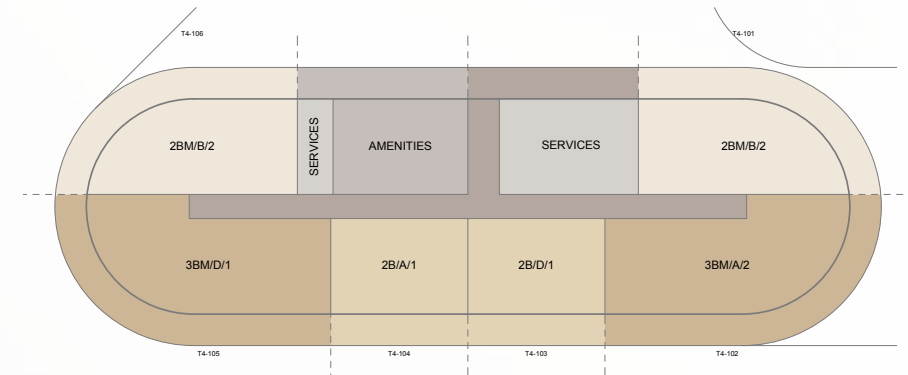 T4-106
T4-101
2BM/B/2
SERVICES
AMENITIES
SERVICES
2BM/B/2
3BM/D/1
2B/A/1
2B/D/1
3BM/A/2
T4-105
T4-104
T4-103
T4-102